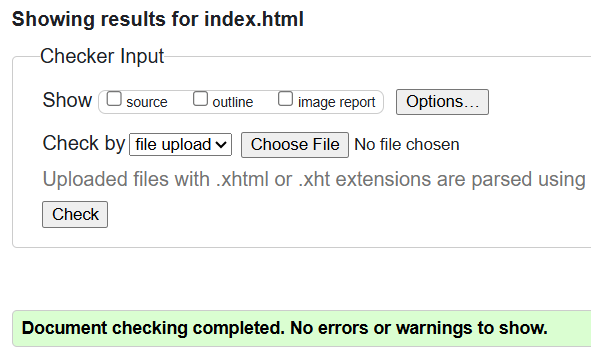 Showing results for index.html
Checker Input
Show source outline image report Options...
Check by file upload Choose File No file chosen
Uploaded files with .xhtml or .xht extensions are parsed using
Check
Document checking completed. No errors or warnings to show.